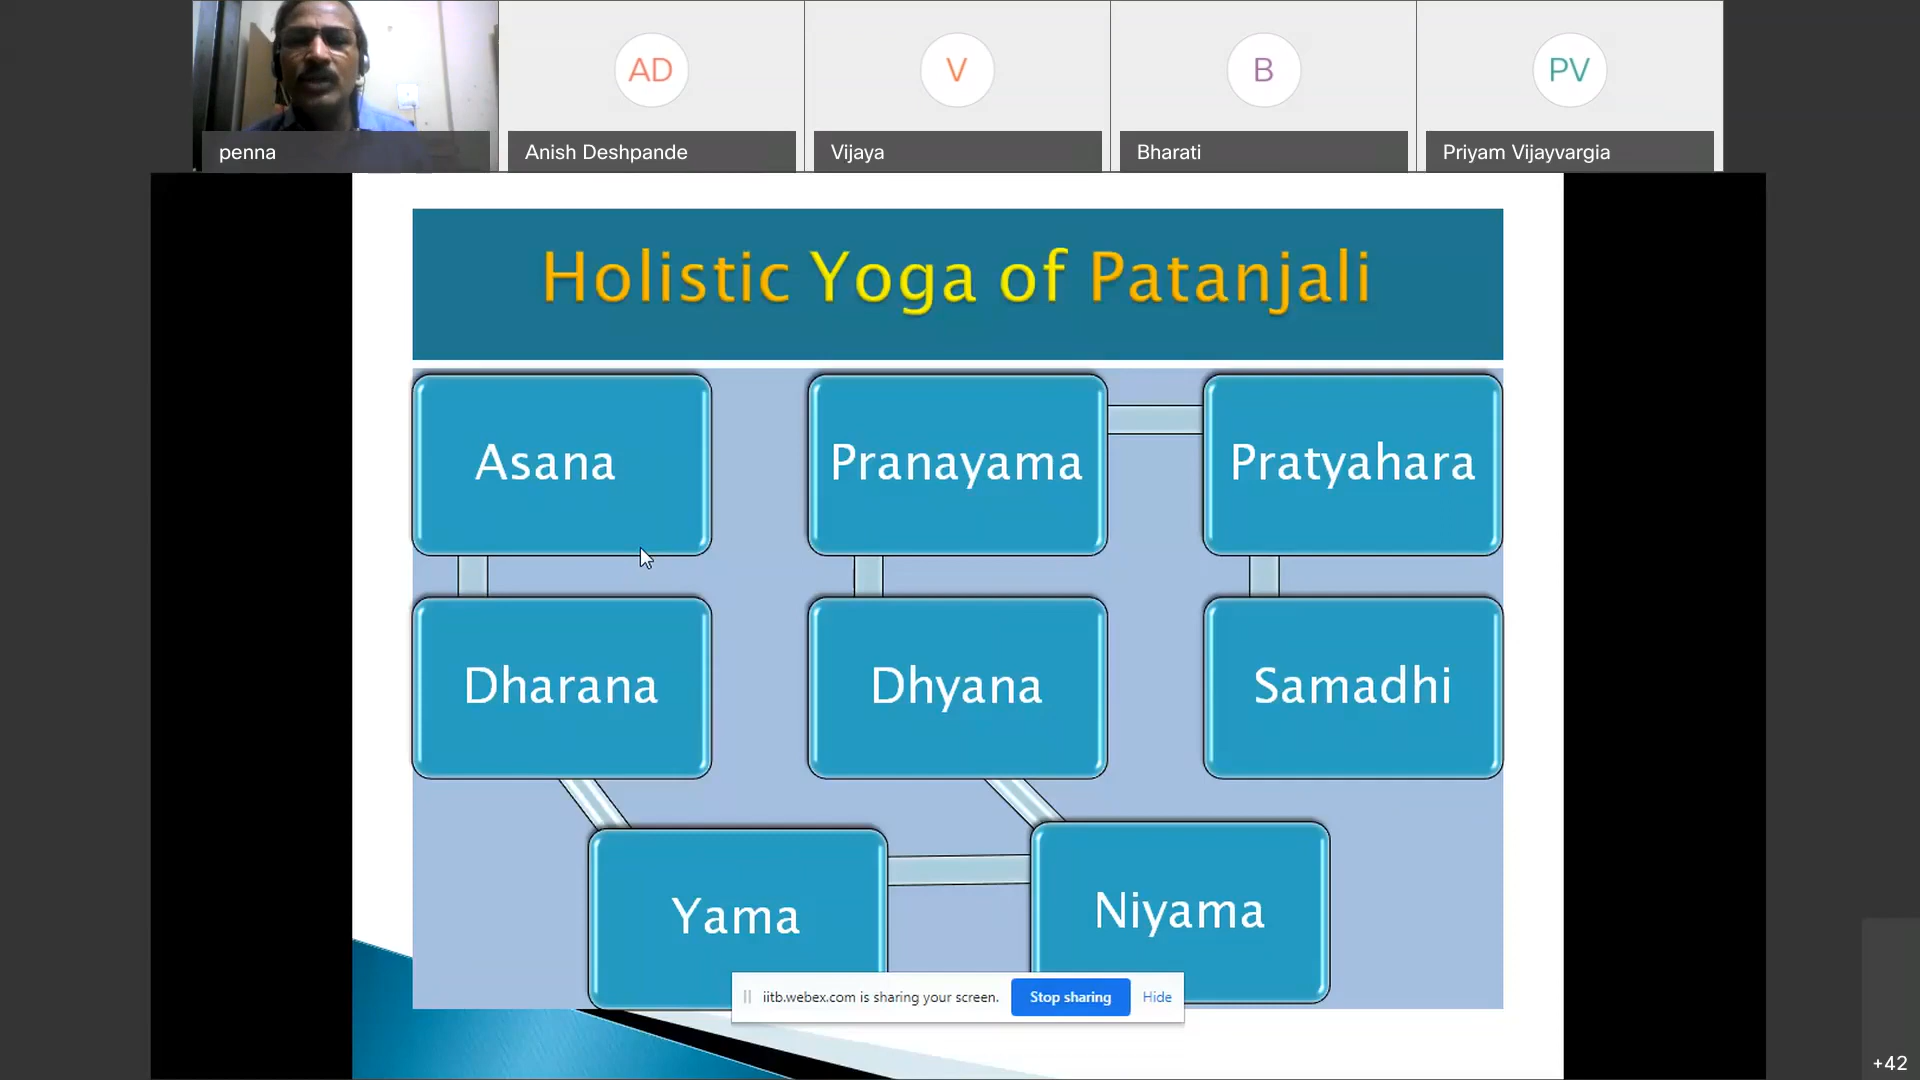 AD
V
B
PV
penna
Anish Deshpande
Vijaya
Bharati
Priyam Vijayvargia
Holistic Yoga of Patanjali
Asana
Pranayama
Pratyahara
Dharana
Dhyana
Samadhi
Yama
Niyama
iitb.webex.com is sharing your screen.
Stop sharing
Hide
+42